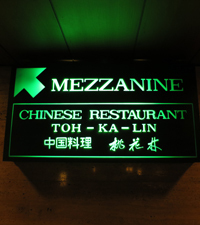 MEZZANINE
CHINESE RESTAURANT
TOH-KA-LIN
中国料理 桃花林